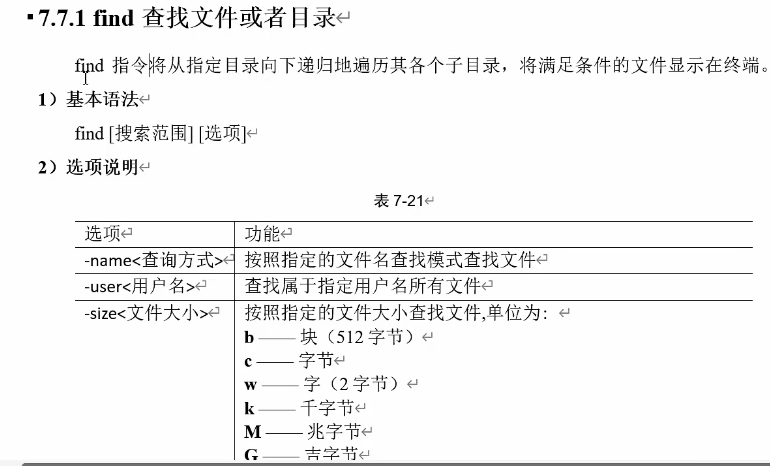 7.7.1 find 查找文件或者目录
find 指令将从指定目录向下递归地遍历其各个子目录，将满足条件的文件显示在终端。
1）基本语法
find [搜索范围] [选项]
2）选项说明
表 7-21
选项 功能
-name<查询方式> 按照指定的文件名查找模式查找文件
-user<用户名> 查找属于指定用户名所有文件
-size<文件大小> 按照指定的文件大小查找文件,单位为：
b —— 块（512 字节）
c —— 字节
w —— 字（2 字节）
k —— 千字节
M —— 兆字节
G —— 吉字节